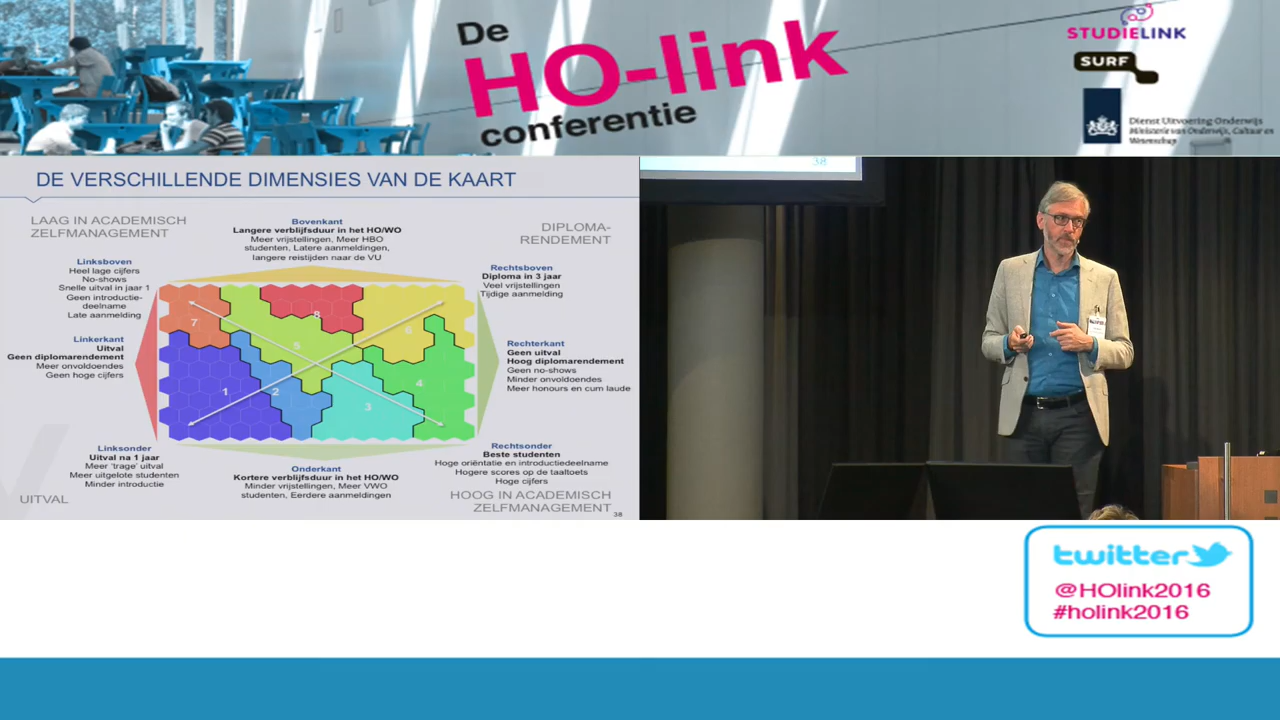 De
HO-link
conferentie
STUDIELINK
SURF
Dienst Uitvoering Onderwijs
Ministerie van Onderwijs, Cultuur en
Wetenschap
38
DE VERSCHILLENDE DIMENSIES VAN DE KAART
LAAG IN ACADEMISCH
ZELFMANAGEMENT
Bovenkant
Langere verblijfsduur in het HO/WO
Meer vrijstellingen, Meer HBO
studenten, Latere aanmeldingen,
langere reistijden naar de VU
DIPLOMA-
RENDEMENT
Linksboven
Heel lage cijfers
No-shows
Snelle uitval in jaar 1
Geen introductie-
deelname
Late aanmelding
Rechtsboven
Diploma in 3 jaar
Veel vrijstellingen
Tijdige aanmelding
Linkerkant
Uitval
Geen diplomarendement
Meer onvoldoendes
Geen hoge cijfers
7
8
6
5
4
1
2
3
Rechterkant
Geen uitval
Hoog diplomarendement
Geen no-shows
Minder onvoldoendes
Meer honours en cum laude
Linksonder
Uitval na 1 jaar
Meer 'trage' uitval
Meer uitgelote studenten
Minder introductie
UITVAL
Onderkant
Kortere verblijfsduur in het HO/WO
Minder vrijstellingen, Meer VWO
studenten, Eerdere aanmeldingen
Rechtsonder
Beste studenten
Hoge oriëntatie en introductiedeelname
Hogere scores op de taaltoets
Hoge cijfers
HOOG IN ACADEMISCH
ZELFMANAGEMENT
38
twitter
@HOlink2016
#holink2016